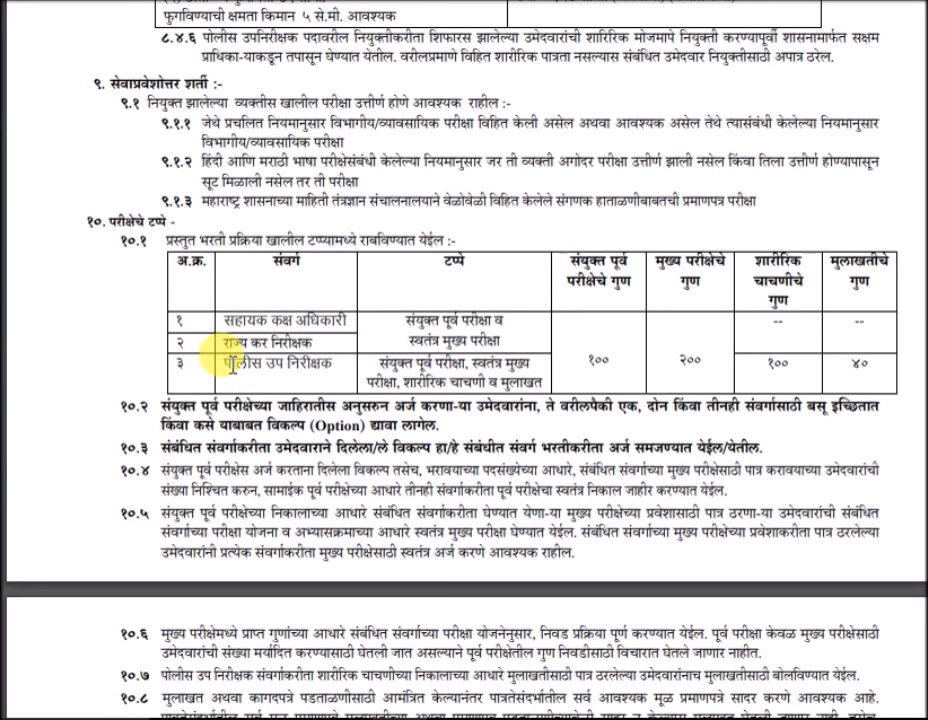 फुगविण्याची क्षमता किमान ५ से.मी. आवश्यक
८.४.६ पोलीस उपनिरीक्षक पदावरील नियुक्तीकरीता शिफारस झालेल्या उमेदवारांची शारिरिक मोजमापे नियुक्ती करण्यापूर्वी शासनामार्फत सक्षम
प्राधिका-याकडून तपासून घेण्यात येतील. वरीलप्रमाणे विहित शारीरिक पात्रता नसल्यास संबंधित उमेदवार नियुक्तीसाठी अपात्र ठरेल.
९. सेवाप्रवेशोत्तर शर्ती :-
९.१ नियुक्त झालेल्या व्यक्तीस खालील परीक्षा उत्तीर्ण होणे आवश्यक राहील :-
९.१.१ जेथे प्रचलित नियमानुसार विभागीय/व्यावसायिक परीक्षा विहित केली असेल अथवा आवश्यक असेल तेथे त्यासंबंधी केलेल्या नियमानुसार
विभागीय/व्यावसायिक परीक्षा
९.१.२ हिंदी आणि मराठी भाषा परीक्षेसंबंधी केलेल्या नियमानुसार जर ती व्यक्ती अगोदर परीक्षा उत्तीर्ण झाली नसेल किंवा तिला उत्तीर्ण होण्यापासून
सूट मिळाली नसेल तर ती परीक्षा
९.१.३ महाराष्ट्र शासनाच्या माहिती तंत्रज्ञान संचालनालयाने वेळोवेळी विहित केलेले संगणक हाताळणीबाबतची प्रमाणपत्र परीक्षा
१०. परीक्षेचे टप्पे -
१०.१ प्रस्तुत भरती प्रक्रिया खालील टप्प्यामध्ये राबविण्यात येईल :-
अ.क्र. संवर्ग टप्पे संयुक्त पूर्व मुख्य परीक्षेचे शारीरिक मुलाखतीचे
परीक्षेचे गुण गुण चाचणीचे गुण
गुण
१ सहायक कक्ष अधिकारी संयुक्त पूर्व परीक्षा व -- --
२ राज्य कर निरीक्षक स्वतंत्र मुख्य परीक्षा
३ पोलीस उप निरीक्षक संयुक्त पूर्व परीक्षा, स्वतंत्र मुख्य १०० २०० १०० ४०
परीक्षा, शारीरिक चाचणी व मुलाखत
१०.२ संयुक्त पूर्व परीक्षेच्या जाहिरातीस अनुसरुन अर्ज करणा-या उमेदवारांना, ते वरीलपैकी एक, दोन किंवा तीनही संवर्गासाठी बसू इच्छितात
किंवा कसे याबाबत विकल्प (Option) द्यावा लागेल.
१०.३ संबंधित संवर्गाकरीता उमेदवाराने दिलेला/ले विकल्प हा/हे संबंधीत संवर्ग भरतीकरीता अर्ज समजण्यात येईल/येतील.
१०.४ संयुक्त पूर्व परीक्षेस अर्ज करताना दिलेला विकल्प तसेच, भरावयाच्या पदसंख्येच्या आधारे, संबंधित संवर्गाच्या मुख्य परीक्षेसाठी पात्र करावयाच्या उमेदवारांची
संख्या निश्चित करुन, सामाईक पूर्व परीक्षेच्या आधारे तीनही संवर्गाकरीता पूर्व परीक्षेचा स्वतंत्र निकाल जाहीर करण्यात येईल.
१०.५ संयुक्त पूर्व परीक्षेच्या निकालाच्या आधारे संबंधित संवर्गाकरीता घेण्यात येणा-या मुख्य परीक्षेच्या प्रवेशासाठी पात्र ठरणा-या उमेदवारांची संबंधित
संवर्गाच्या परीक्षा योजना व अभ्यासक्रमाच्या आधारे स्वतंत्र मुख्य परीक्षा घेण्यात येईल. संबंधित संवर्गाच्या मुख्य परीक्षेच्या प्रवेशाकरीता पात्र ठरलेल्या
उमेदवारांनी प्रत्येक संवर्गाकरीता मुख्य परीक्षेसाठी स्वतंत्र अर्ज करणे आवश्यक राहील.
१०.६ मुख्य परीक्षेमध्ये प्राप्त गुणांच्या आधारे संबंधित संवर्गाच्या परीक्षा योजनेनुसार, निवड प्रक्रिया पूर्ण करण्यात येईल. पूर्व परीक्षा केवळ मुख्य परीक्षेसाठी
उमेदवारांची संख्या मर्यादित करण्यासाठी घेतली जात असल्याने पूर्व परीक्षेतील गुण निवडीसाठी विचारात घेतले जाणार नाहीत.
१०.७ पोलीस उप निरीक्षक संवर्गाकरीता शारीरिक चाचणीच्या निकालाच्या आधारे मुलाखतीसाठी पात्र ठरलेल्या उमेदवारांनाच मुलाखतीसाठी बोलविण्यात येईल.
१०.८ मुलाखत अथवा कागदपत्रे पडताळणीसाठी आमंत्रित केल्यानंतर पात्रतेसंदर्भातील सर्व आवश्यक मूळ प्रमाणपत्रे सादर करणे आवश्यक आहे.